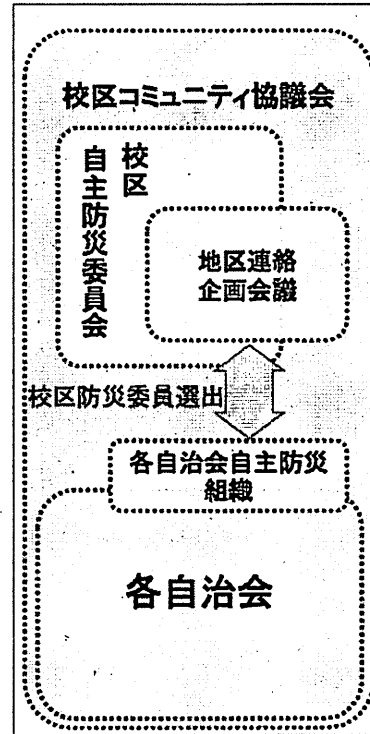 校区コミュニティ協議会
校区
自主防災委員会
地区連絡
企画会議
校区防災委員選出
各自治会自主防災
組織
各自治会